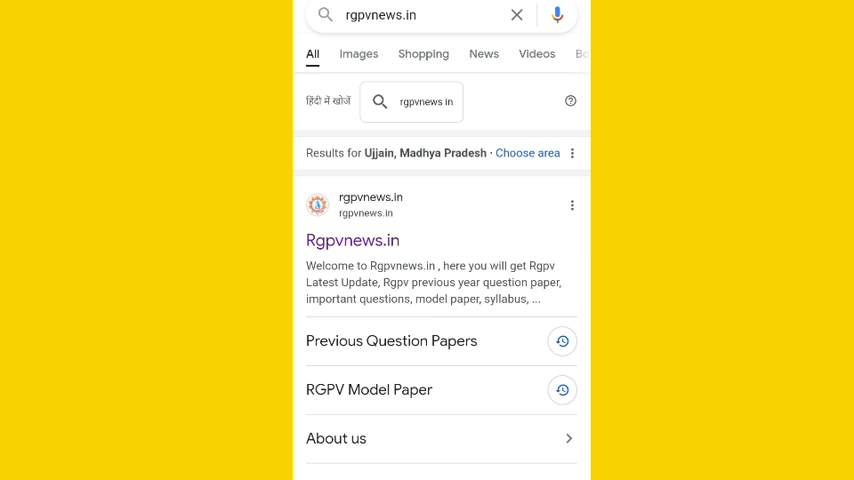 rgpvnews.in
All Images Shopping News Videos
हिंदी में खोजें rgpvnews in
Results for Ujjain, Madhya Pradesh · Choose area
rgpvnews.in
rgpvnews.in
Rgpvnews.in
Welcome to Rgpvnews.in , here you will get Rgpv
Latest Update, Rgpv previous year question paper,
important questions, model paper, syllabus, ...
Previous Question Papers
RGPV Model Paper
About us